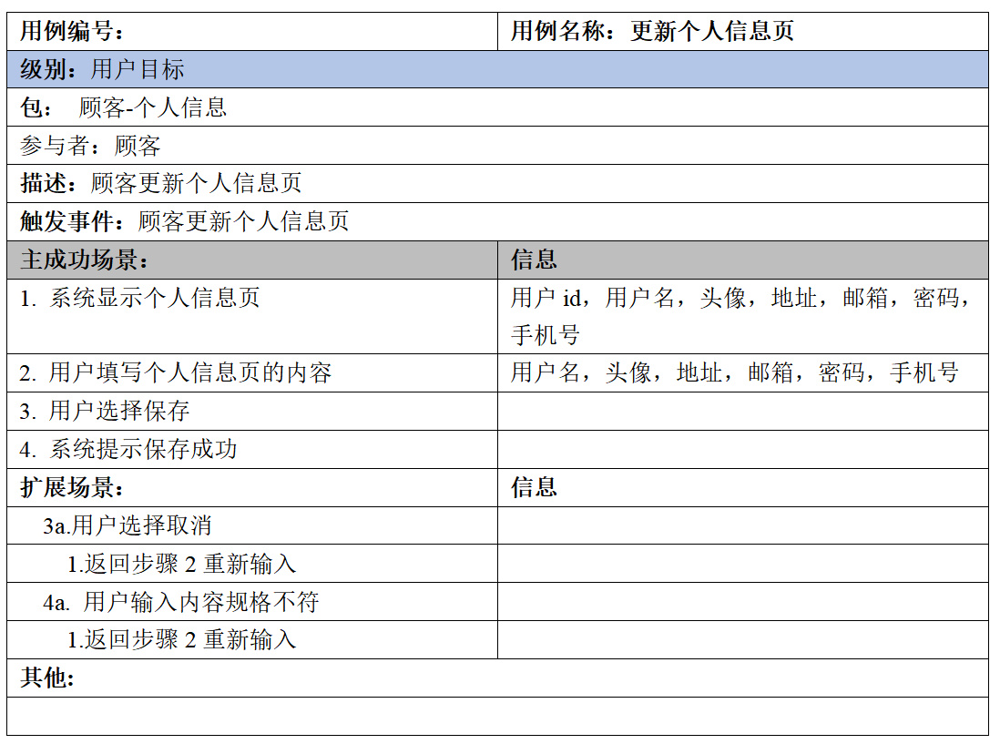 用例编号： 用例名称：更新个人信息页
级别：用户目标
包： 顾客-个人信息
参与者：顾客
描述：顾客更新个人信息页
触发事件：顾客更新个人信息页
主成功场景： 信息
1. 系统显示个人信息页 用户 id，用户名，头像，地址，邮箱，密码，
手机号
2. 用户填写个人信息页的内容 用户名，头像，地址，邮箱，密码，手机号
3. 用户选择保存
4. 系统提示保存成功
扩展场景： 信息
3a.用户选择取消
1.返回步骤 2 重新输入
4a. 用户输入内容规格不符
1.返回步骤 2 重新输入
其他: